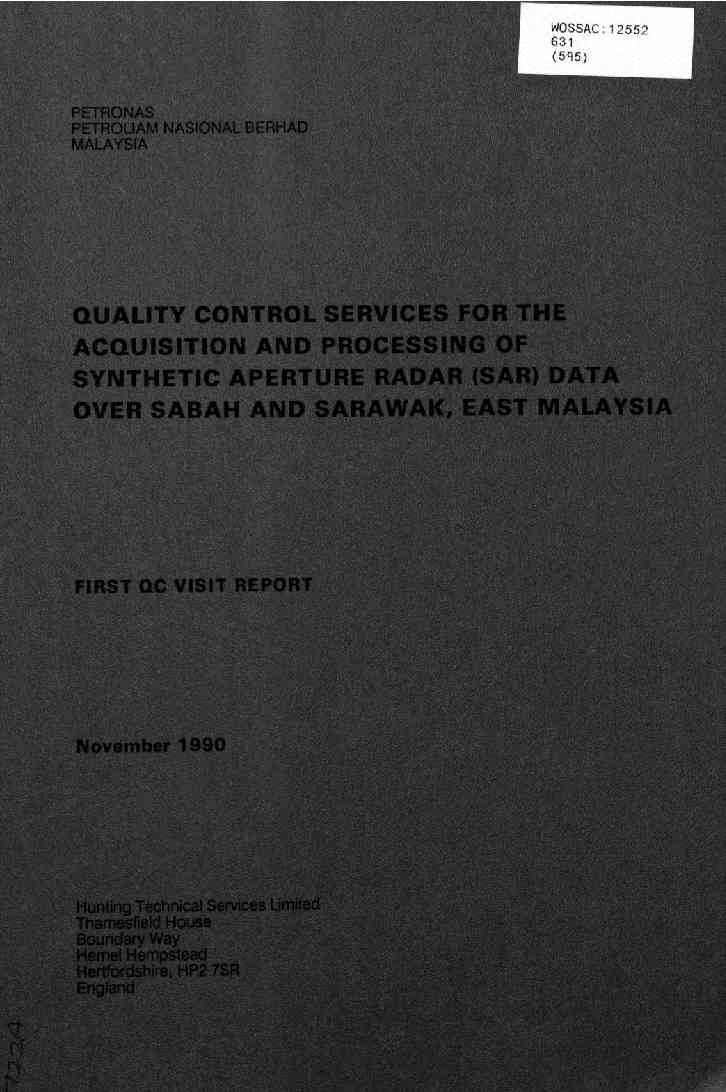 WOSSAC:12552
631
(595)
PETRONAS
PETROLIAM NASIONAL BERHAD
MALAYSIA
QUALITY CONTROL SERVICES FOR THE
ACQUISITION AND PROCESSING OF
SYNTHETIC APERTURE RADAR (SAR) DATA
OVER SABAH AND SARAWAK, EAST MALAYSIA
FIRST QC VISIT REPORT
November 1990
Hunting Technical Services Limited
Thamesfield House
Boundary Way
Hemel Hempstead
Hertfordshire, HP2 7SR
England